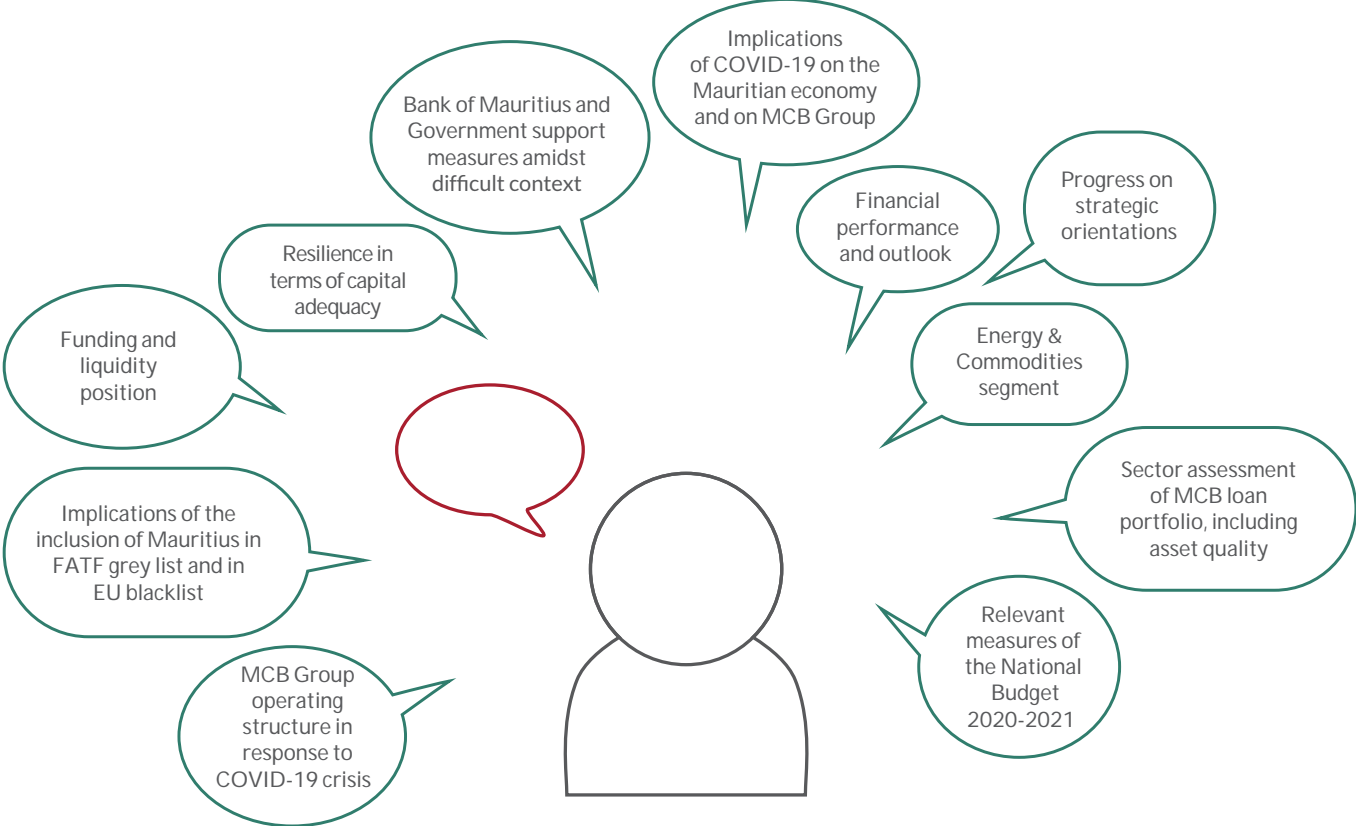 Implications
of COVID-19 on the
Mauritian economy
and on MCB Group
Bank of Mauritius and
Government support
measures amidst
difficult context
Progress on
strategic
orientations
Financial
performance
and outlook
Resilience in
terms of capital
adequacy
Funding and
liquidity
position
Energy &
Commodities
segment
Sector assessment
of MCB loan
portfolio, including
asset quality
Implications of the
inclusion of Mauritius in
FATF grey list and in
EU blacklist
Relevant
measures of
the National
Budget
2020-2021
MCB Group
operating
structure in
response to
COVID-19 crisis